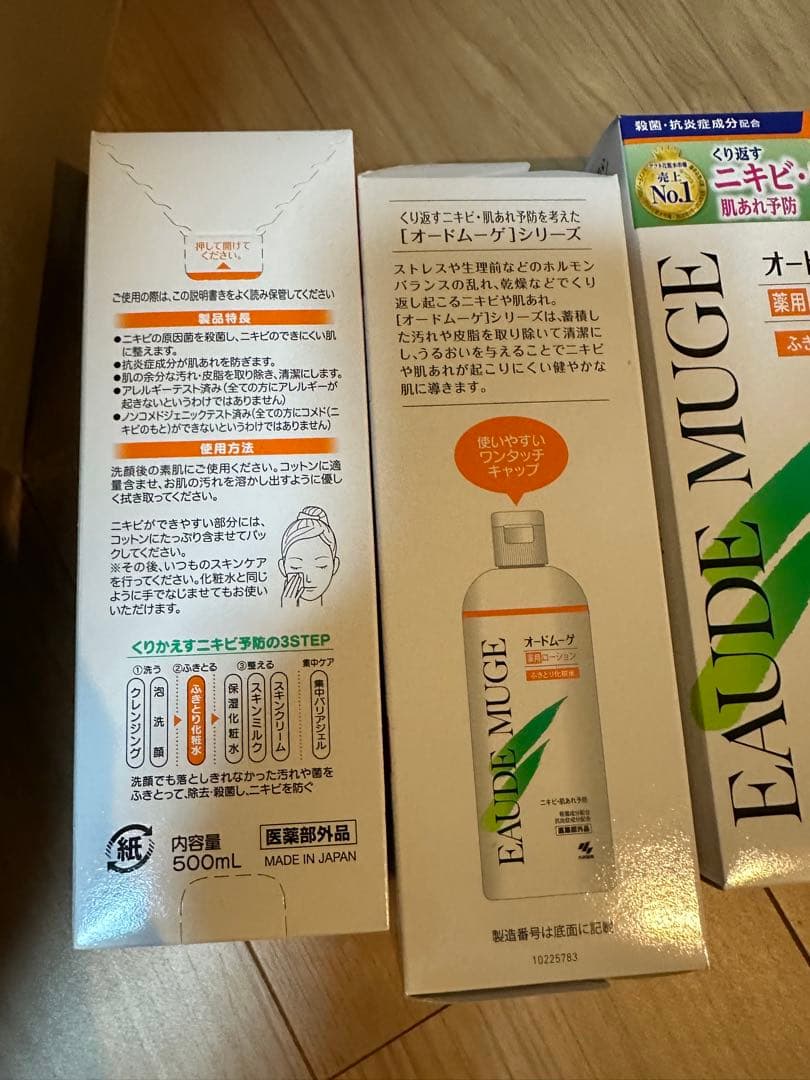 押して開けて
ください。
ご使用の際は、この説明書きをよく読み保管してください
製品特長
●ニキビの原因菌を殺菌し、ニキビのできにくい肌
に整えます。
●抗炎症成分が肌あれを防ぎます。
●肌の余分な汚れ・皮脂を取り除き、清潔にします。
●アレルギーテスト済み(全ての方にアレルギーが
起きないというわけではありません)
●ノンコメドジェニックテスト済み(全ての方にコメド(ニ
キビのもと)ができないというわけではありません)
使用方法
洗顔後の素肌にご使用ください。コットンに適
量含ませ、お肌の汚れを溶かし出すように優し
く拭き取ってください。
ニキビができやすい部分には、
コットンにたっぷり含ませてパッ
クしてください。
※その後、いつものスキンケア
を行ってください。化粧水と同じ
ように手でなじませてもお使い
いただけます。
くりかえすニキビ予防の3STEP
①洗う ②ふきとる ③整える 集中ケア
クレンジング
泡洗顔
ふきとり化粧水
保湿化粧水
スキンミルク
スキンクリーム
集中バリアジェル
洗顔でも落としきれなかった汚れや菌を
ふきとって、除去・殺菌し、ニキビを防ぐ
紙
内容量
500mL
医薬部外品
MADE IN JAPAN
くり返すニキビ・肌あれ予防を考えた
[オードムーゲ]シリーズ
ストレスや生理前などのホルモン
バランスの乱れ、乾燥などでくり
返し起こるニキビや肌あれ。
[オードムーゲ]シリーズは、蓄積し
た汚れや皮脂を取り除いて清潔に
し、うるおいを与えることでニキビ
や肌あれが起こりにくい健やかな
肌に導きます。
使いやすい
ワンタッチ
キャップ
オードムーゲ
薬用ローション
ふきとり化粧水
EAUDE MUGE
ニキビ・肌あれ予防
殺菌成分配合
抗炎症成分配合
医薬部外品
小林製薬
製造番号は底面に記載
10225783
殺菌・抗炎症成分配合
売上
No.1
くり返す
ニキビ・
肌あれ予防
オード
薬用
ふき
EAUDE MUGE